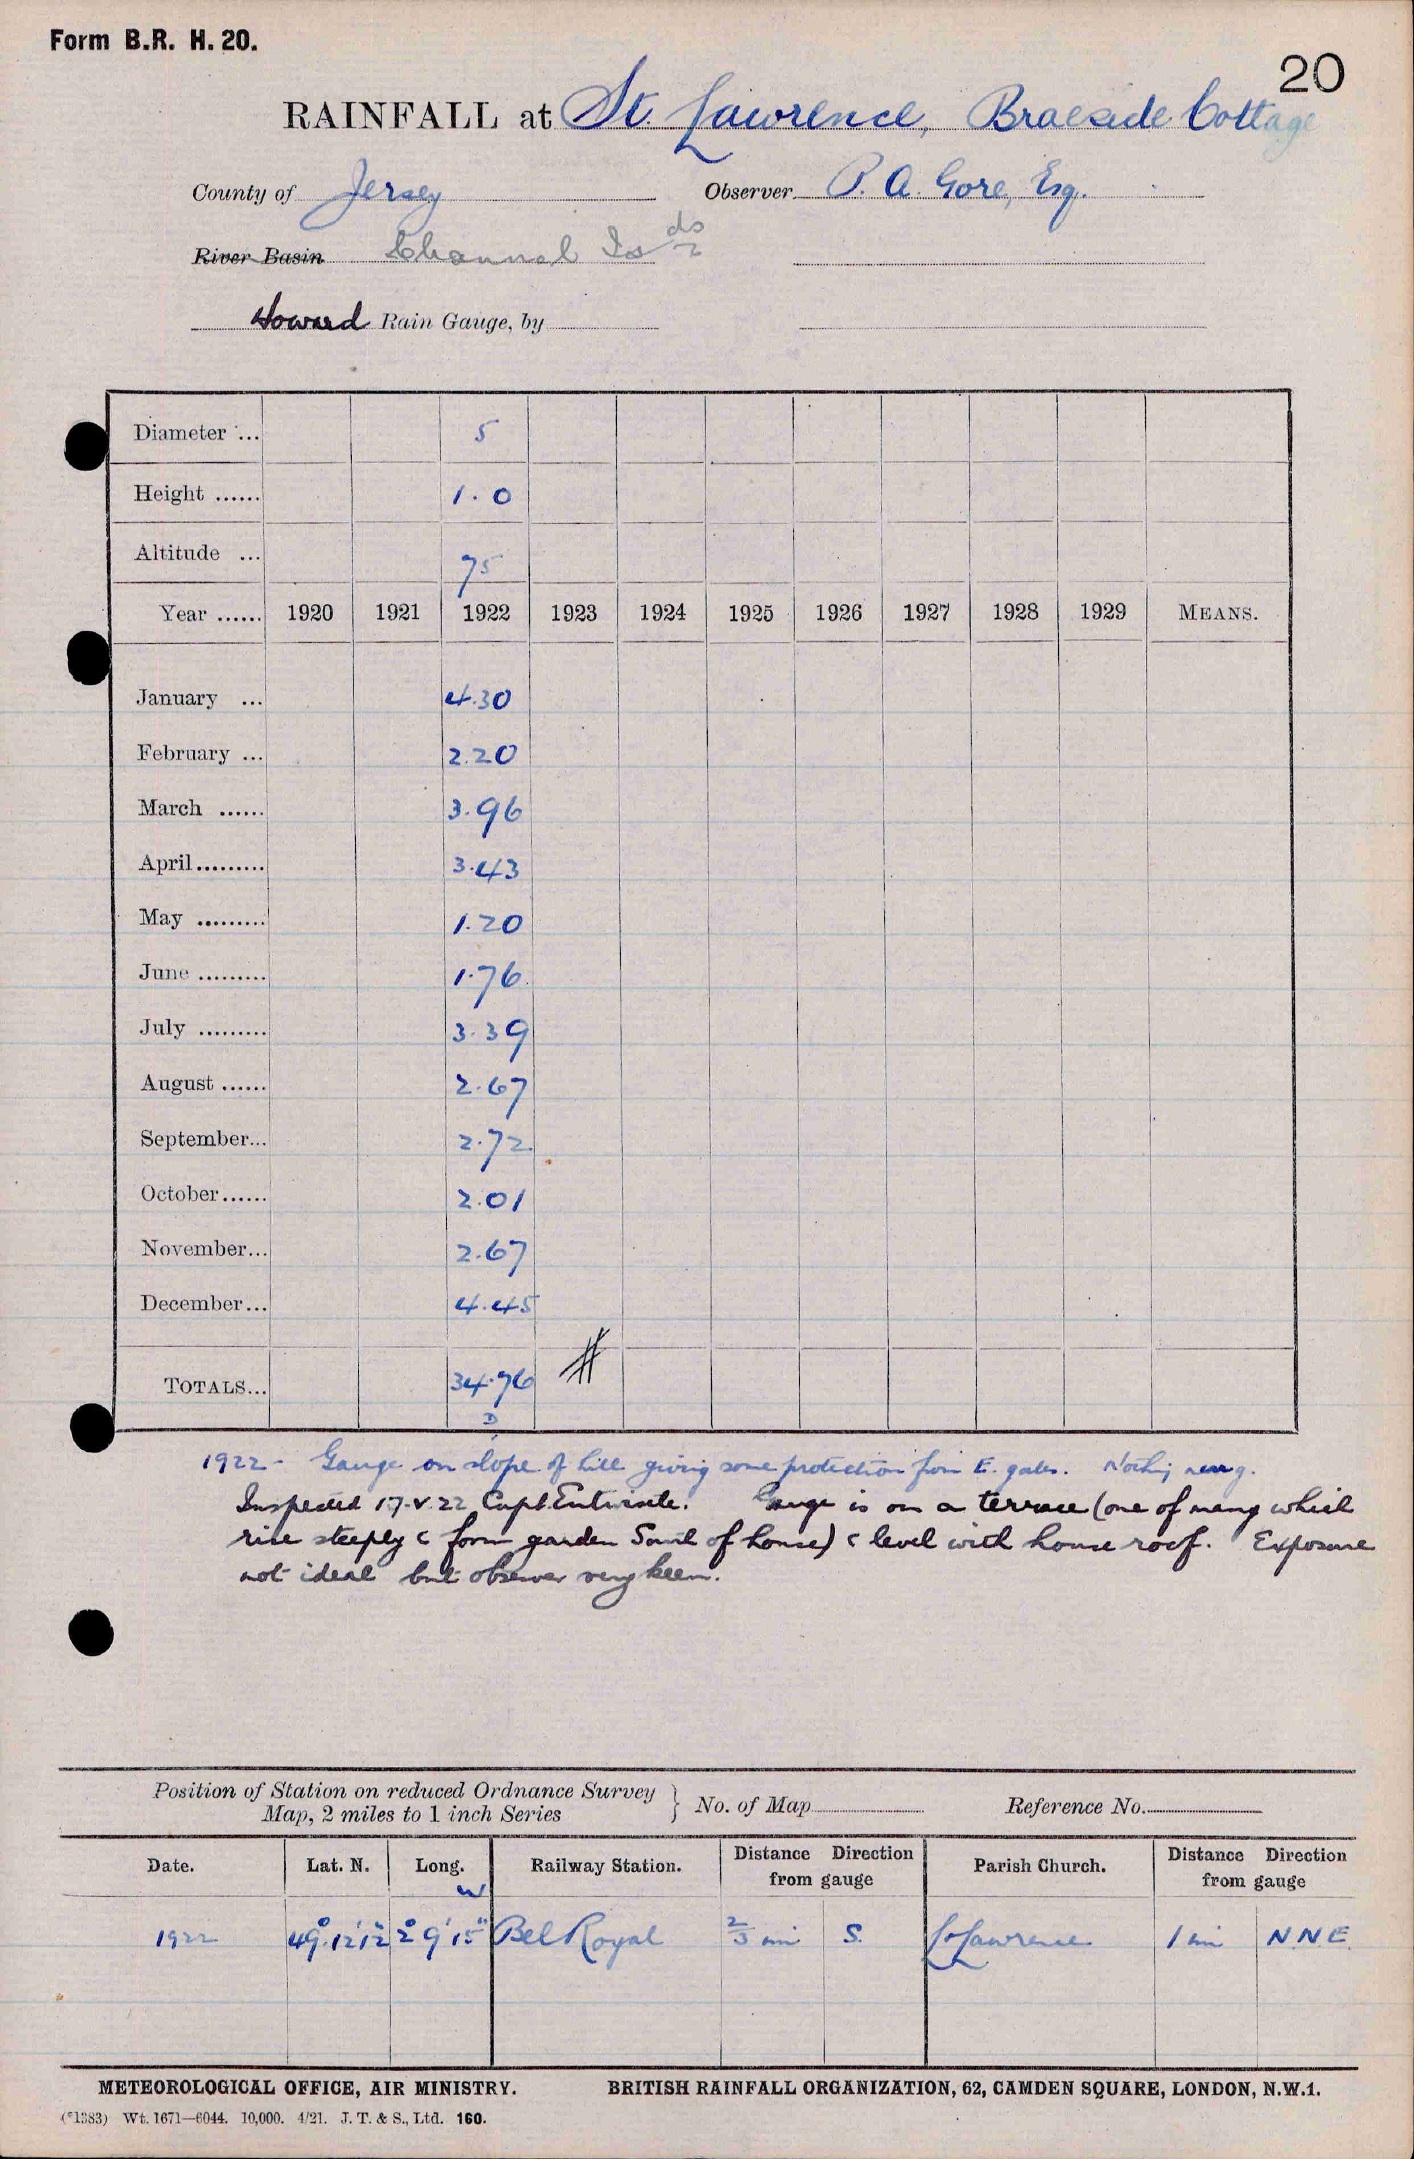 Form B.R. H. 20.
20
RAINFALL at St. Lawrence, Braeside Cottage
County of Jersey Observer P. A. Gore, Esq.
River Basin Channel Is ds
Howard Rain Gauge, by
Diameter ... 5
Height ...... 1.0
Altitude ... 75
Year ...... 1920 1921 1922 1923 1924 1925 1926 1927 1928 1929 MEANS.
January ... 4.30
February ... 2.20
March ...... 3.96
April ......... 3.43
May ......... 1.20
June ......... 1.76
July ......... 3.39
August ...... 2.67
September... 2.72
October...... 2.01
November... 2.67
December... 4.45
TOTALS... 34.76
D
1922 - Gauge on slope of hill giving some protection from E. gales. Nothing near g.
Inspected 17.V.22 Capt. Entwistle. Gauge is on a terrace (one of many which
rise steeply & form garden South of house) & level with house roof. Exposure
not ideal but observer very keen.
Position of Station on reduced Ordnance Survey
Map, 2 miles to 1 inch Series } No. of Map Reference No.
Date. Lat. N. Long. W Railway Station. Distance Direction from gauge Parish Church. Distance Direction from gauge
1922 49° 12' 12" 2° 9' 15" Bel Royal 2/3 mi S. St Lawrence 1 mi N.N.E.
METEOROLOGICAL OFFICE, AIR MINISTRY. BRITISH RAINFALL ORGANIZATION, 62, CAMDEN SQUARE, LONDON, N.W.1.
(*1383) Wt. 1671—6044. 10,000. 4/21. J. T. & S., Ltd. 160.